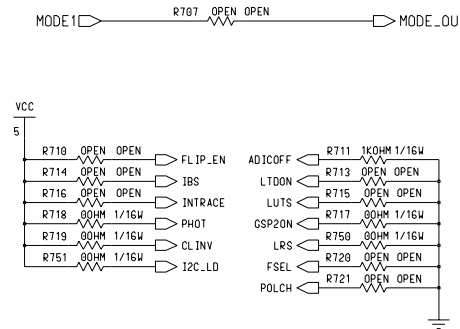 R707 OPEN OPEN
MODE1 MODE_OU
VCC
5
R710 OPEN OPEN FLIP_EN
R714 OPEN OPEN IBS
R716 OPEN OPEN INTRACE
R718 0OHM 1/16W PHOT
R719 0OHM 1/16W CLINV
R751 0OHM 1/16W I2C_LD
ADICOFF R711 1KOHM 1/16W
LTDON R713 OPEN OPEN
LUTS R715 OPEN OPEN
GSP2ON R717 0OHM 1/16W
LRS R750 0OHM 1/16W
FSEL R720 OPEN OPEN
POLCH R721 OPEN OPEN